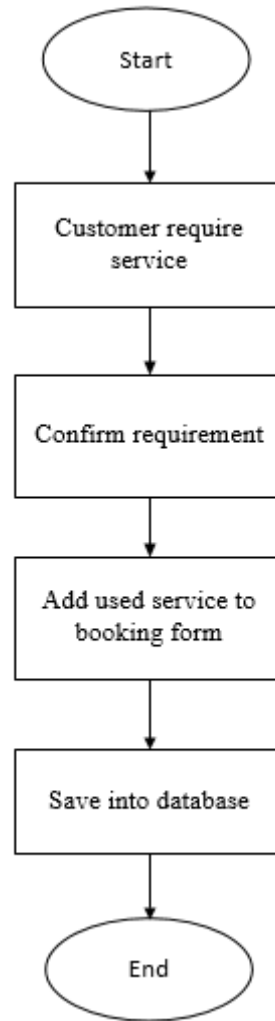 Start
Customer require
service
Confirm requirement
Add used service to
booking form
Save into database
End